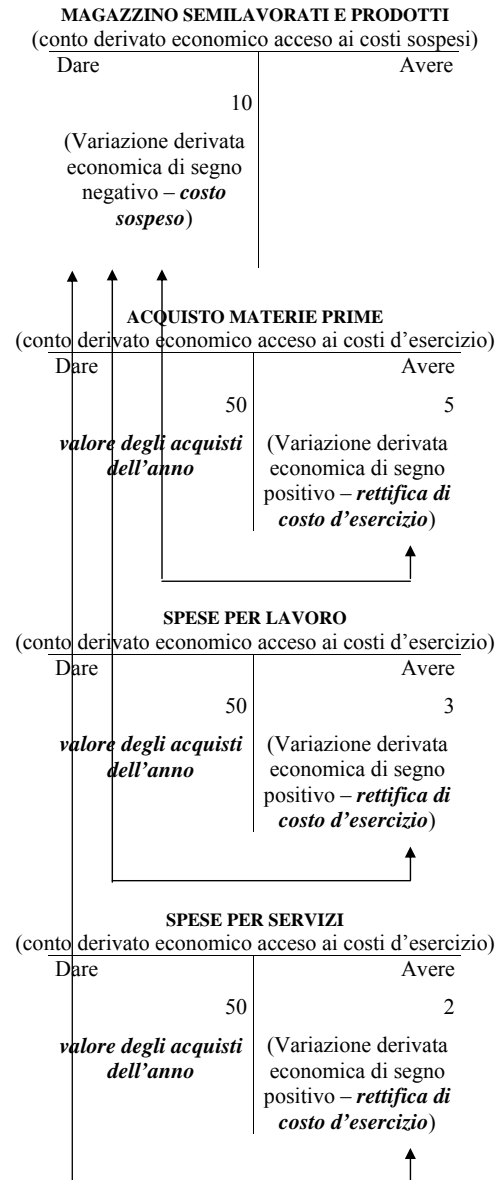 MAGAZZINO SEMILAVORATI E PRODOTTI
(conto derivato economico acceso ai costi sospesi)
Dare Avere
10
(Variazione derivata
economica di segno
negativo – costo
sospeso)
ACQUISTO MATERIE PRIME
(conto derivato economico acceso ai costi d’esercizio)
Dare Avere
50 5
valore degli acquisti
dell’anno
(Variazione derivata
economica di segno
positivo – rettifica di
costo d’esercizio)
SPESE PER LAVORO
(conto derivato economico acceso ai costi d’esercizio)
Dare Avere
50 3
valore degli acquisti
dell’anno
(Variazione derivata
economica di segno
positivo – rettifica di
costo d’esercizio)
SPESE PER SERVIZI
(conto derivato economico acceso ai costi d’esercizio)
Dare Avere
50 2
valore degli acquisti
dell’anno
(Variazione derivata
economica di segno
positivo – rettifica di
costo d’esercizio)